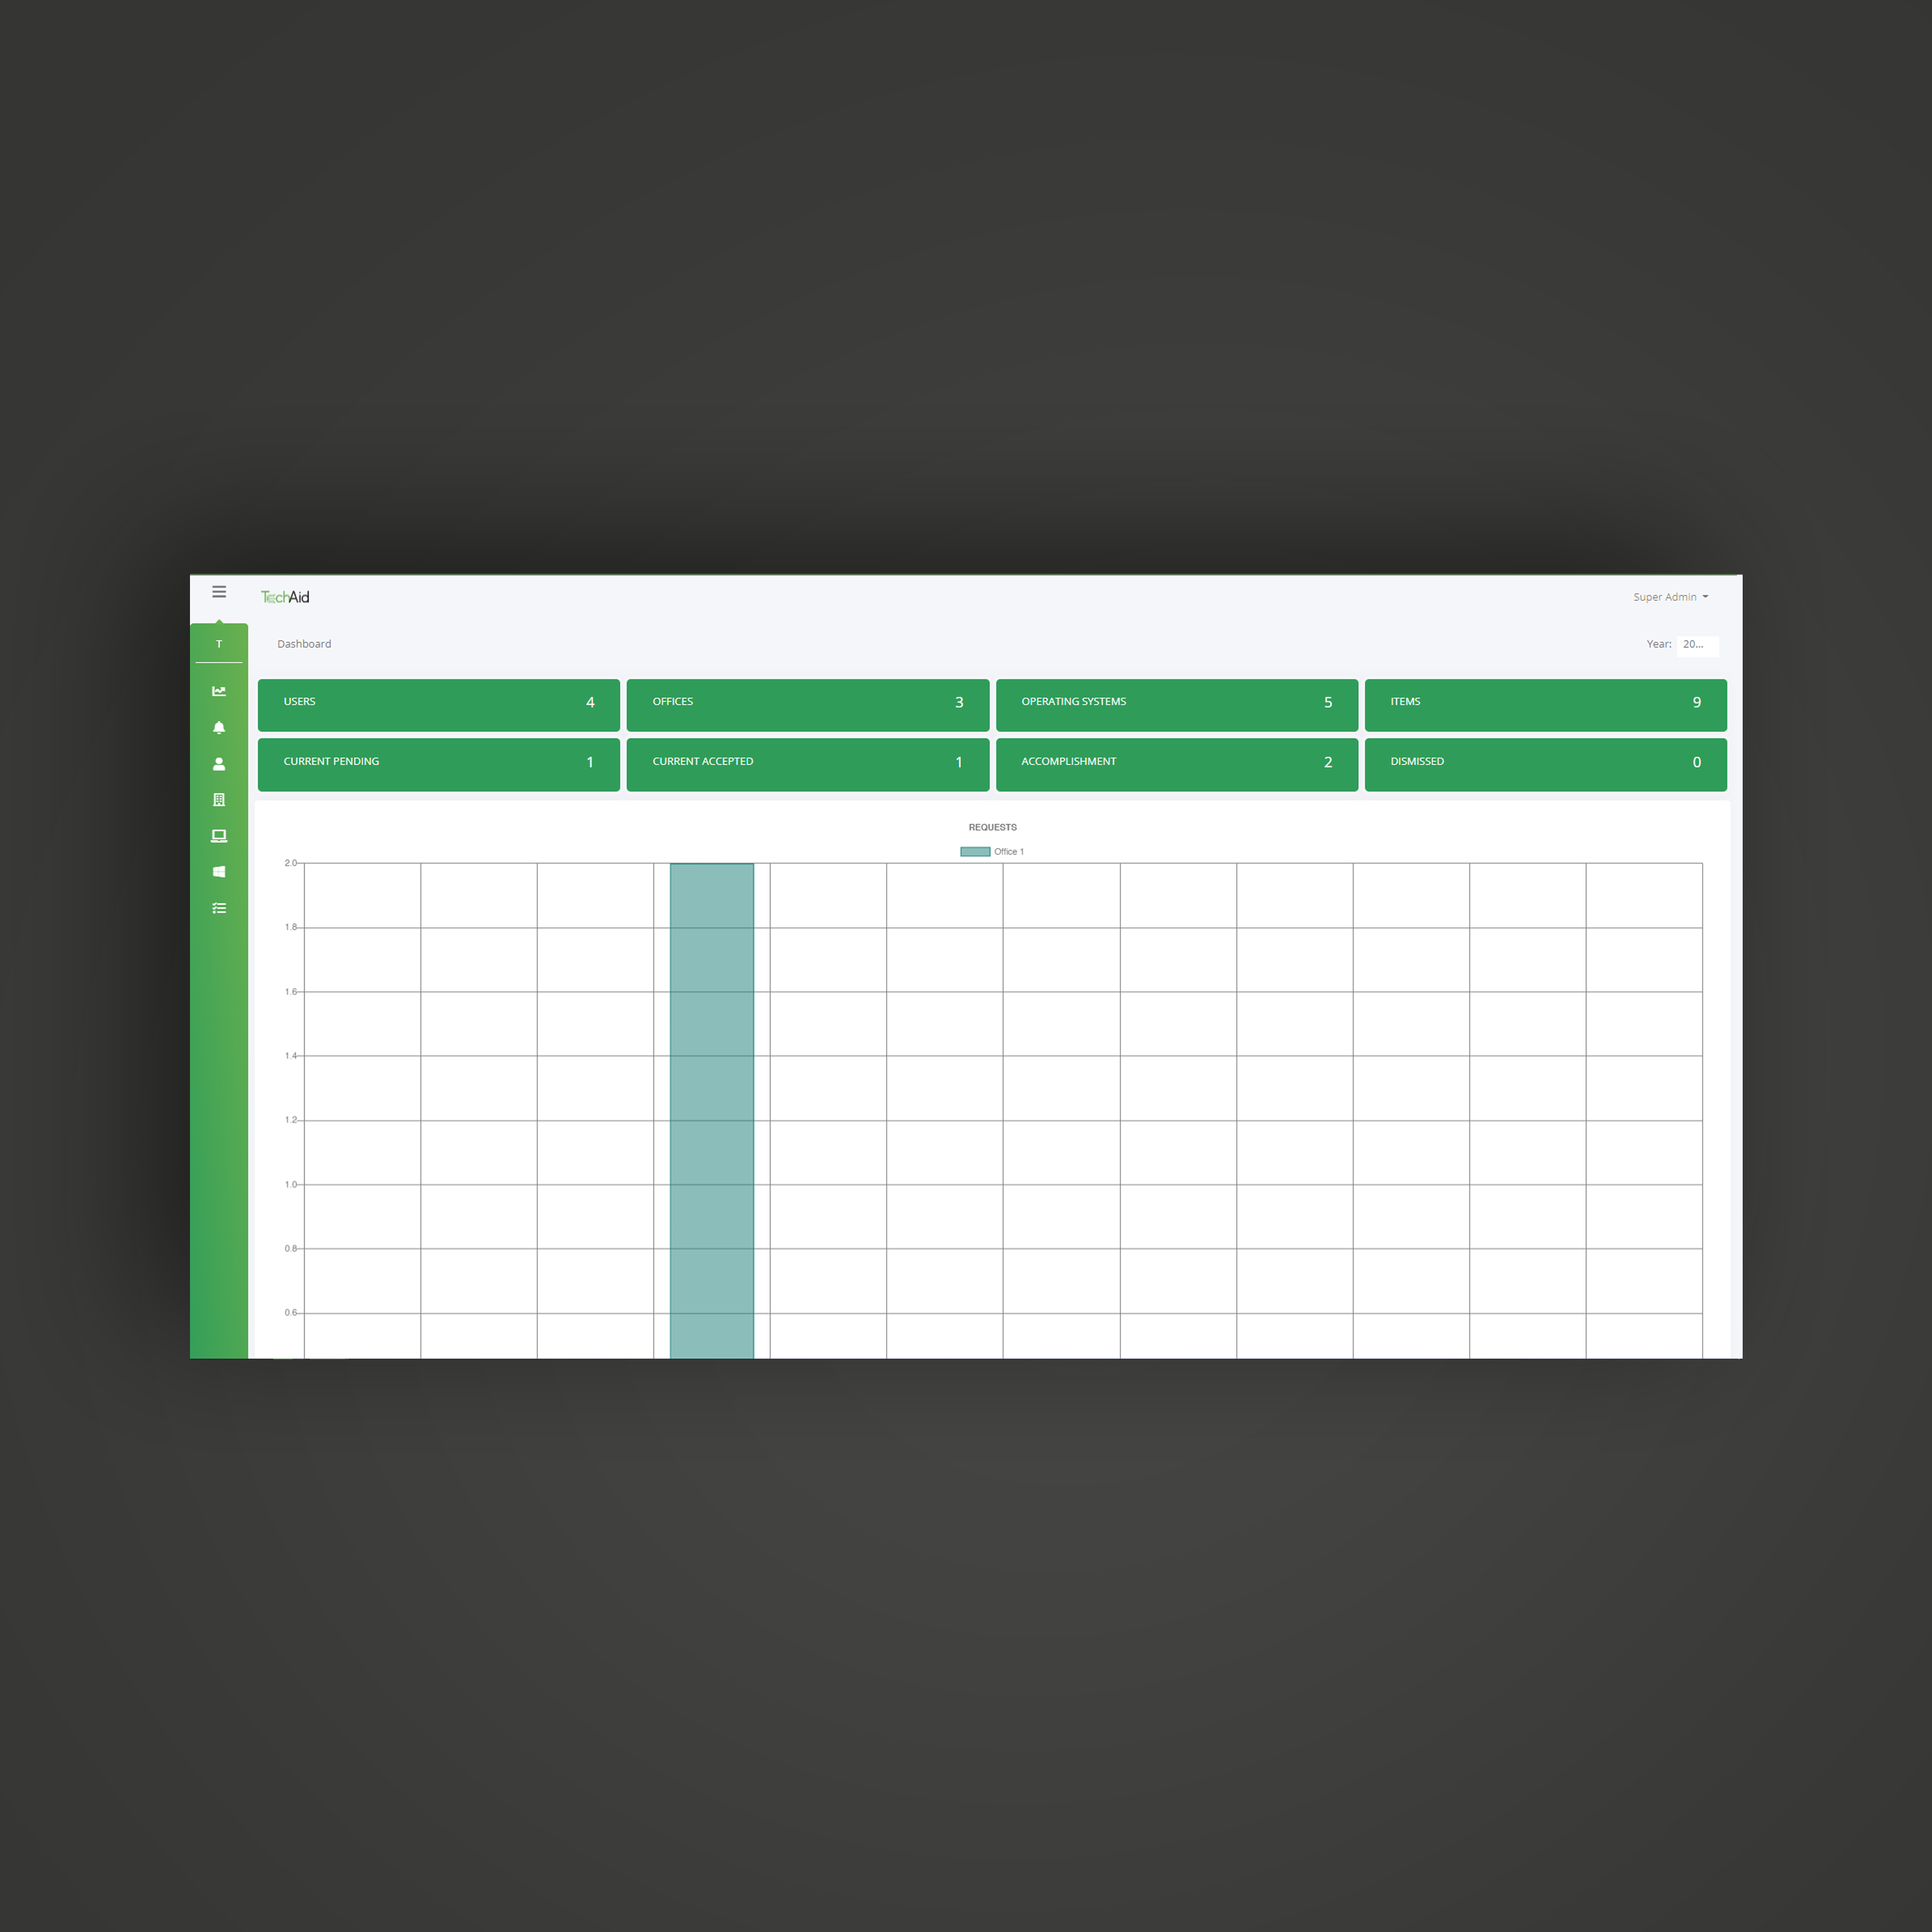 TechAid
Super Admin
T
Dashboard
Year: 20...
USERS 4
OFFICES 3
OPERATING SYSTEMS 5
ITEMS 9
CURRENT PENDING 1
CURRENT ACCEPTED 1
ACCOMPLISHMENT 2
DISMISSED 0
REQUESTS
Office 1
2.0
1.8
1.6
1.4
1.2
1.0
0.8
0.6